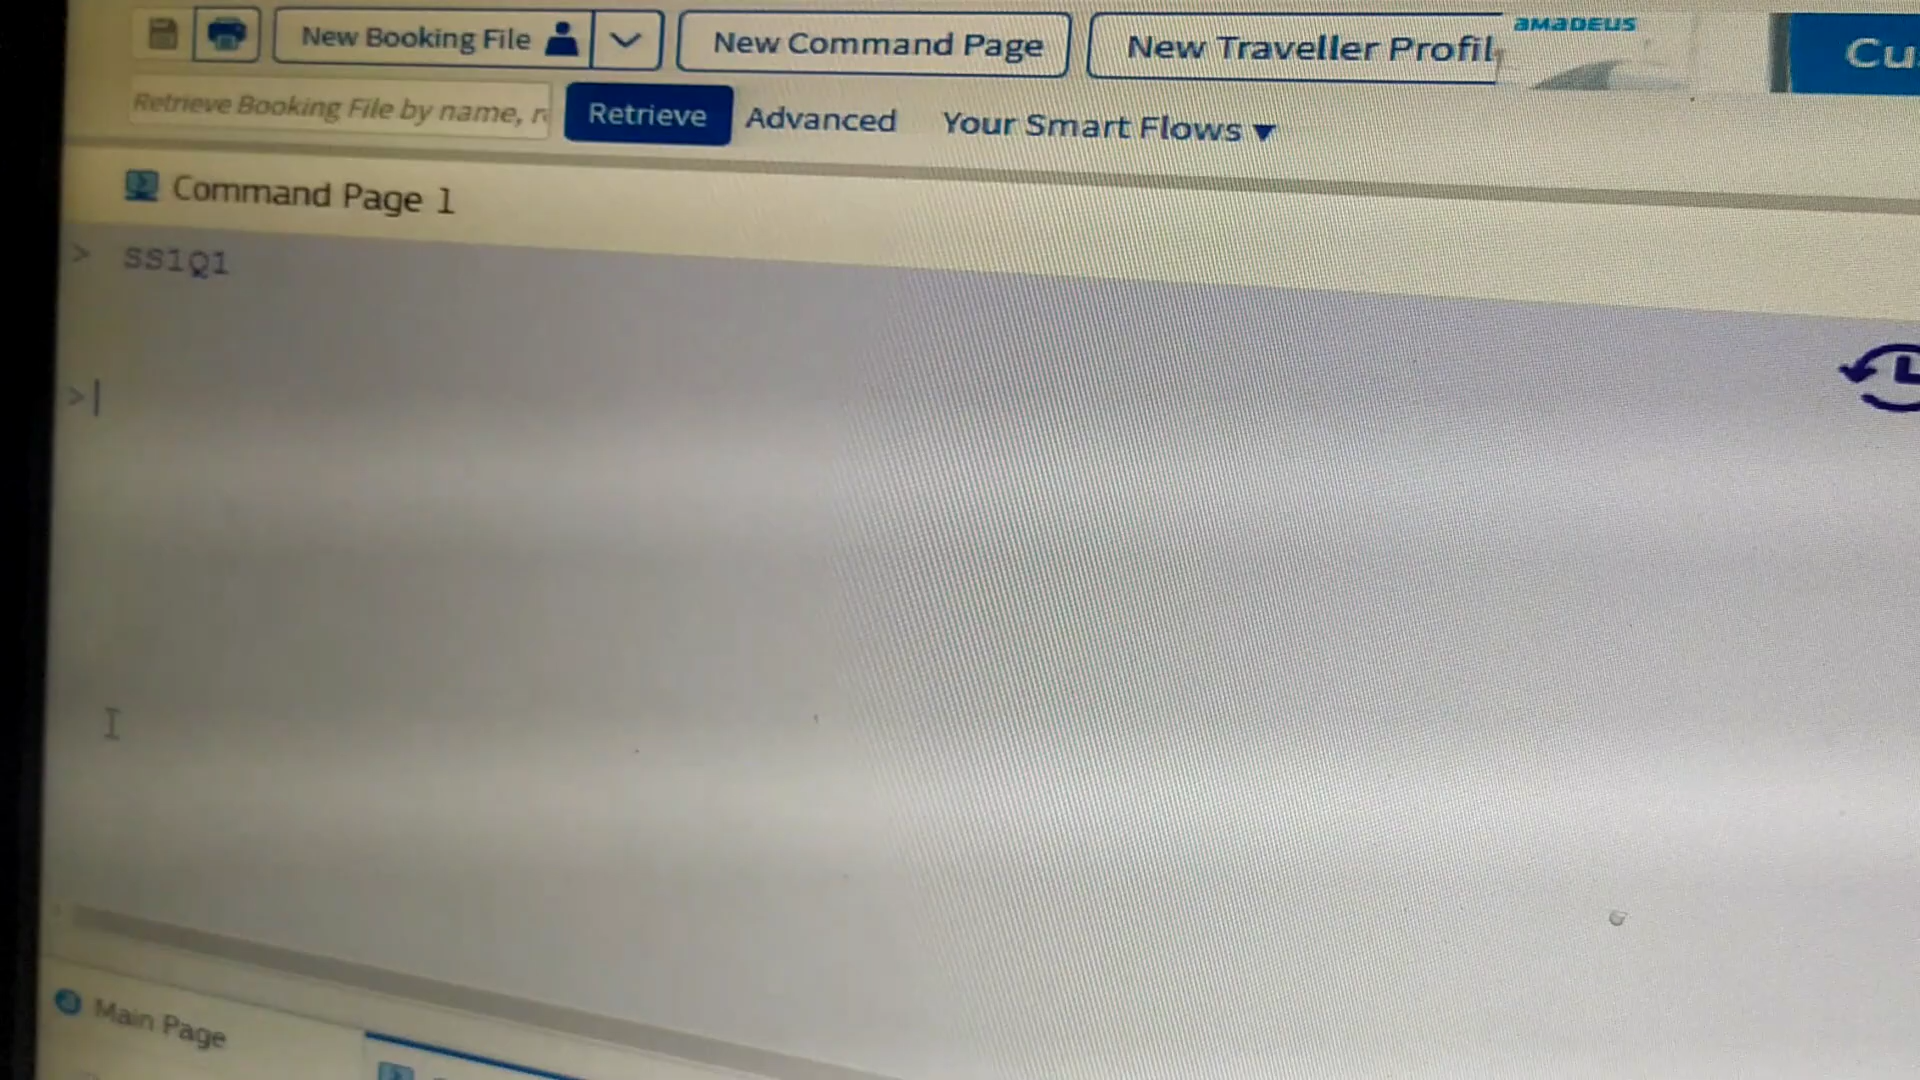 New Booking File
New Command Page
New Traveller Profil
amadeus
Cu
Retrieve Booking File by name, r
Retrieve
Advanced
Your Smart Flows
Command Page 1
> SS1Q1
>
Main Page